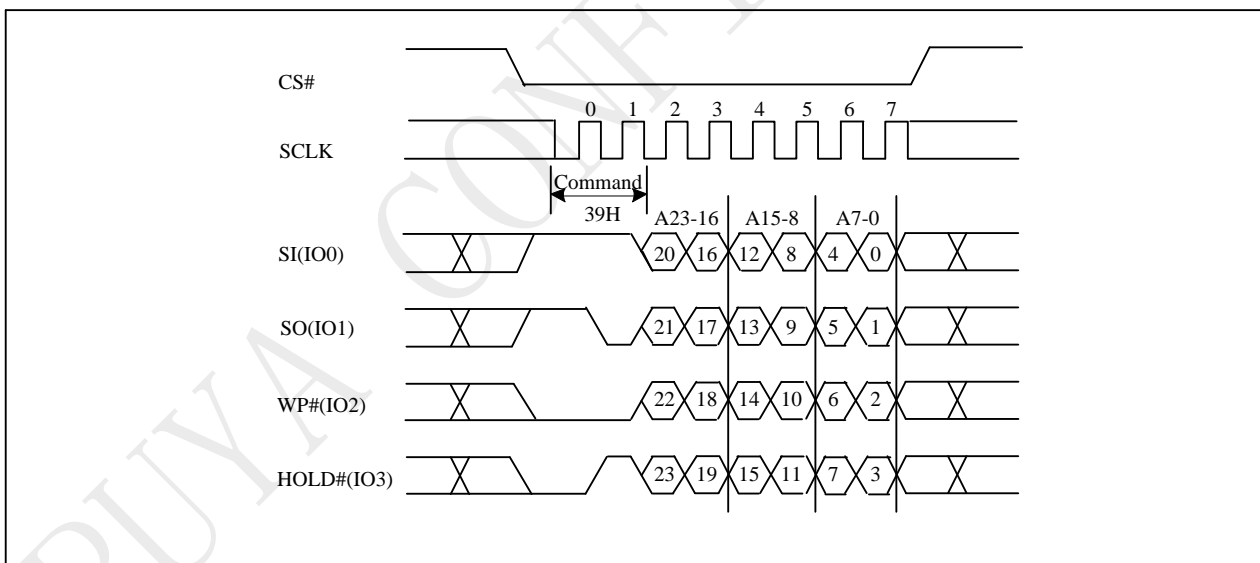 PUYA CONF
CS#
0 1 2 3 4 5 6 7
SCLK
Command
39H
A23-16 A15-8 A7-0
SI(IO0) 20 16 12 8 4 0
SO(IO1) 21 17 13 9 5 1
WP#(IO2) 22 18 14 10 6 2
HOLD#(IO3) 23 19 15 11 7 3